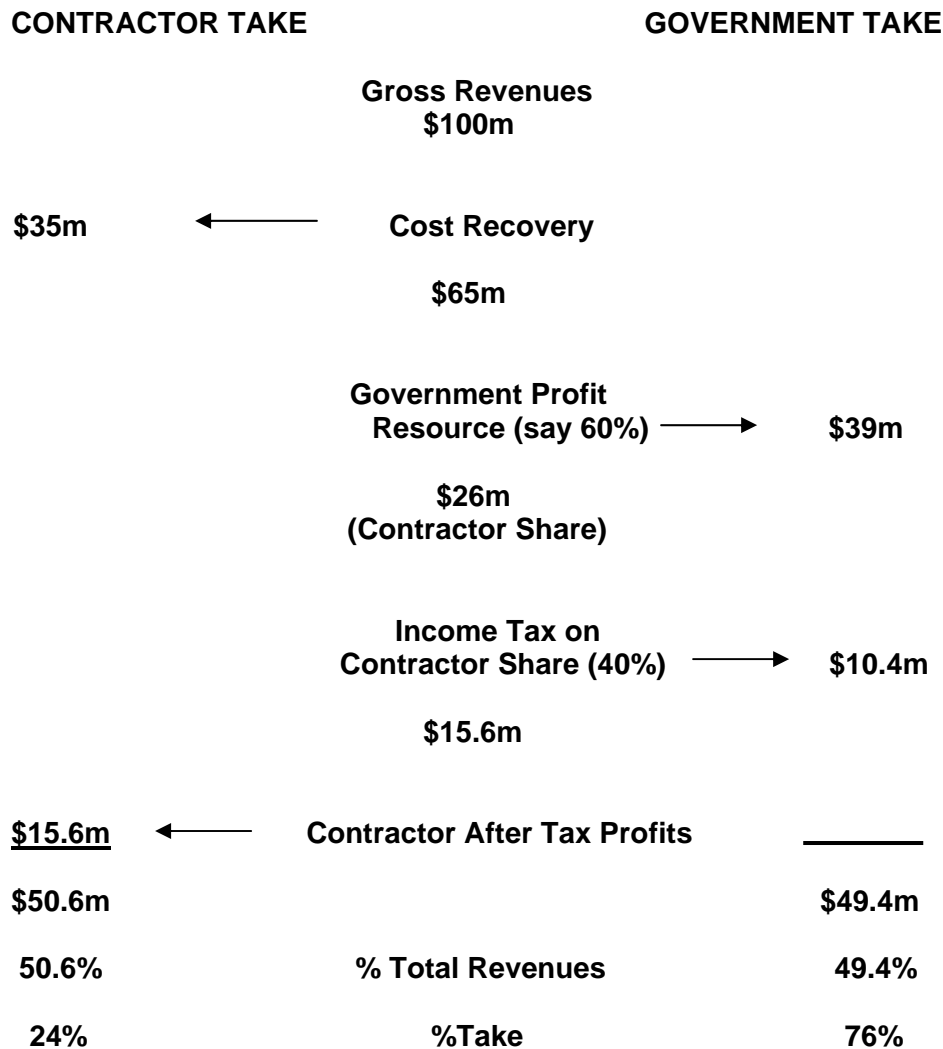 CONTRACTOR TAKE GOVERNMENT TAKE
Gross Revenues
$100m
$35m Cost Recovery
$65m
Government Profit
Resource (say 60%) $39m
$26m
(Contractor Share)
Income Tax on
Contractor Share (40%) $10.4m
$15.6m
$15.6m Contractor After Tax Profits
$50.6m $49.4m
50.6% % Total Revenues 49.4%
24% %Take 76%